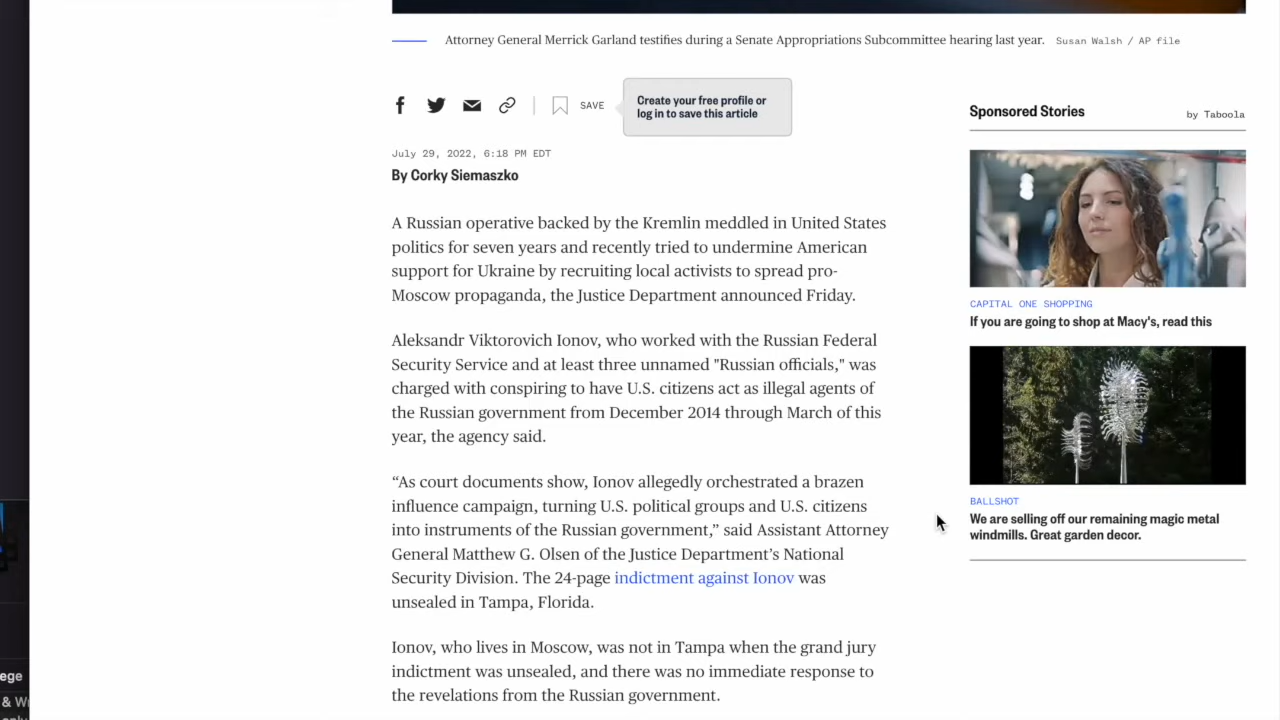 Attorney General Merrick Garland testifies during a Senate Appropriations Subcommittee hearing last year. Susan Walsh / AP file
SAVE
Create your free profile or
log in to save this article
July 29, 2022, 6:18 PM EDT
By Corky Siemaszko
A Russian operative backed by the Kremlin meddled in United States
politics for seven years and recently tried to undermine American
support for Ukraine by recruiting local activists to spread pro-
Moscow propaganda, the Justice Department announced Friday.
Aleksandr Viktorovich Ionov, who worked with the Russian Federal
Security Service and at least three unnamed "Russian officials," was
charged with conspiring to have U.S. citizens act as illegal agents of
the Russian government from December 2014 through March of this
year, the agency said.
“As court documents show, Ionov allegedly orchestrated a brazen
influence campaign, turning U.S. political groups and U.S. citizens
into instruments of the Russian government,” said Assistant Attorney
General Matthew G. Olsen of the Justice Department’s National
Security Division. The 24-page indictment against Ionov was
unsealed in Tampa, Florida.
Ionov, who lives in Moscow, was not in Tampa when the grand jury
indictment was unsealed, and there was no immediate response to
the revelations from the Russian government.
Sponsored Stories
by Taboola
CAPITAL ONE SHOPPING
If you are going to shop at Macy's, read this
BALLSHOT
We are selling off our remaining magic metal
windmills. Great garden decor.
ege